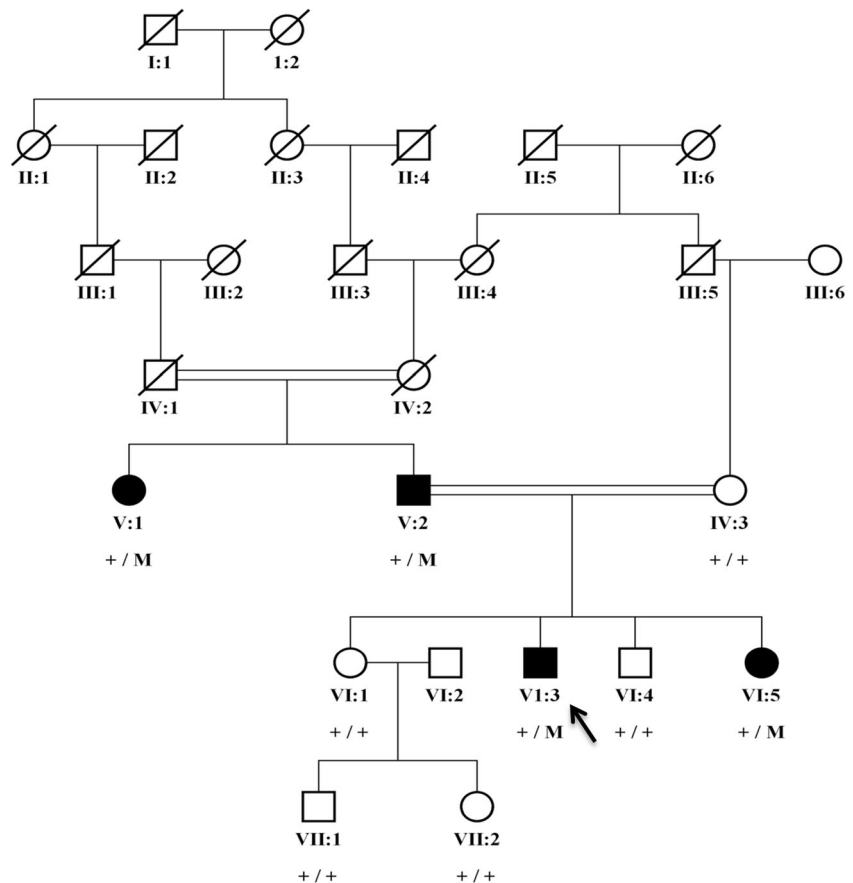 I:1 1:2
II:1 II:2 II:3 II:4 II:5 II:6
III:1 III:2 III:3 III:4 III:5 III:6
IV:1 IV:2
V:1 V:2 IV:3
+ / M + / M + / +
VI:1 VI:2 V1:3 VI:4 VI:5
+ / + + / M + / + + / M
VII:1 VII:2
+ / + + / +